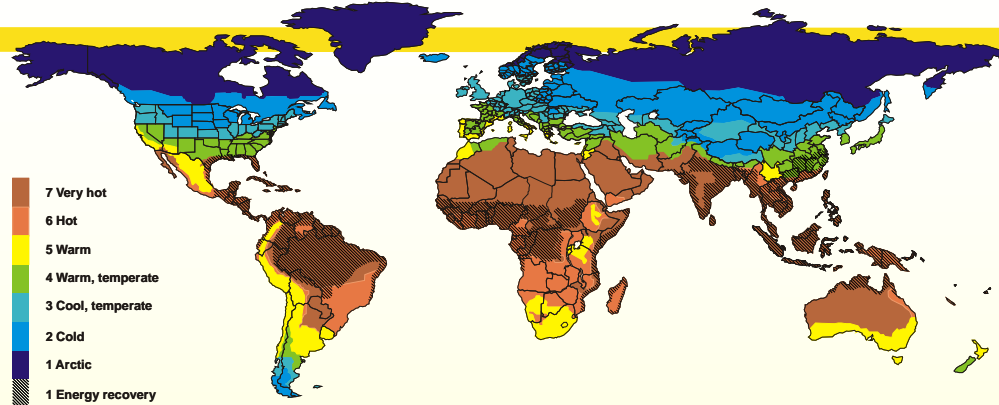 7 Very hot
6 Hot
5 Warm
4 Warm, temperate
3 Cool, temperate
2 Cold
1 Arctic
1 Energy recovery